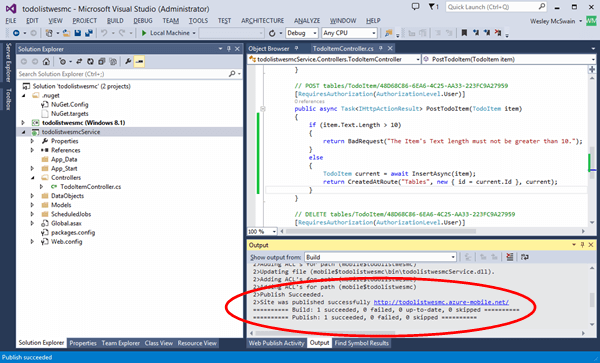 todolistwesmc - Microsoft Visual Studio (Administrator)
1
Quick Launch (Ctrl+Q)
FILE EDIT VIEW PROJECT BUILD DEBUG TEAM TOOLS TEST ARCHITECTURE ANALYZE WINDOW HELP
Wesley McSwain
WM
Local Machine
Debug
Any CPU
Server Explorer
Toolbox
Solution Explorer
Search Solution Explorer (Ctrl+;)
Solution 'todolistwesmc' (2 projects)
.nuget
NuGet.Config
NuGet.targets
todolistwesmc (Windows 8.1)
todolistwesmcService
Properties
References
App_Data
App_Start
Controllers
C# TodoItemController.cs
DataObjects
Models
ScheduledJobs
Global.asax
packages.config
Web.config
Solution Explorer
Team Explorer
Class View
Resource View
Object Browser
TodoItemController.cs
todolistwesmcService.Controllers.TodoItemController
PostTodoItem(TodoItem item)
}
// POST tables/TodoItem/48D68C86-6EA6-4C25-AA33-223FC9A27959
[RequiresAuthorization(AuthorizationLevel.User)]
0 references
public async Task<IHttpActionResult> PostTodoItem(TodoItem item)
{
if (item.Text.Length > 10)
{
return BadRequest("The Item's Text length must not be greater than 10.");
}
else
{
TodoItem current = await InsertAsync(item);
return CreatedAtRoute("Tables", new { id = current.Id }, current);
}
}
// DELETE tables/TodoItem/48D68C86-6EA6-4C25-AA33-223FC9A27959
[RequiresAuthorization(AuthorizationLevel.User)]
100 %
Output
Show output from: Build
2>Adding ACL's for path (mobile$todolistwesmc)
2>Updating file (mobile$todolistwesmc\bin\todolistwesmcService.dll).
2>Adding ACL's for path (mobile$todolistwesmc)
2>Adding ACL's for path (mobile$todolistwesmc)
2>Publish Succeeded.
2>Site was published successfully http://todolistwesmc.azure-mobile.net/
========== Build: 1 succeeded, 0 failed, 0 up-to-date, 0 skipped ==========
========== Publish: 1 succeeded, 0 failed, 0 skipped ==========
Web Publish Activity
Output
Find Symbol Results
Publish succeeded